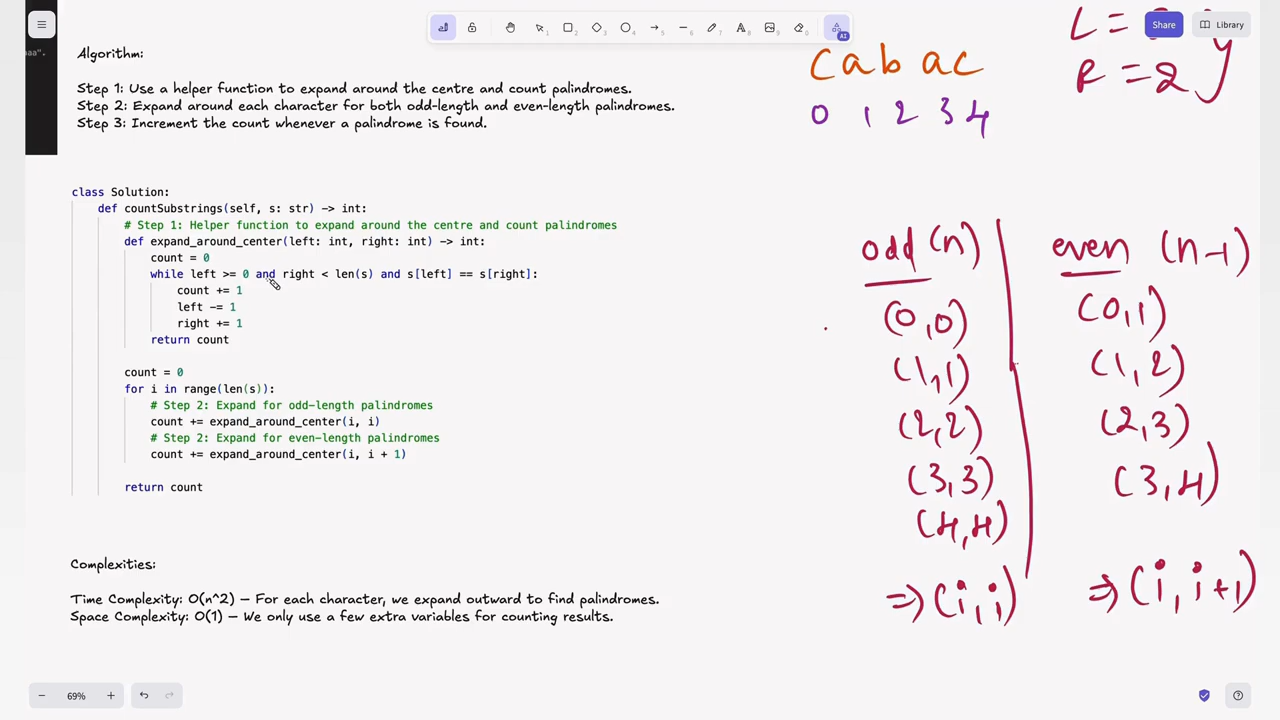 aa".
Share
Library
AI
Algorithm:
Step 1: Use a helper function to expand around the centre and count palindromes.
Step 2: Expand around each character for both odd-length and even-length palindromes.
Step 3: Increment the count whenever a palindrome is found.
L =
R = 2
c a b a c
0 1 2 3 4
class Solution:
def countSubstrings(self, s: str) -> int:
# Step 1: Helper function to expand around the centre and count palindromes
def expand_around_center(left: int, right: int) -> int:
count = 0
while left >= 0 and right < len(s) and s[left] == s[right]:
count += 1
left -= 1
right += 1
return count
count = 0
for i in range(len(s)):
# Step 2: Expand for odd-length palindromes
count += expand_around_center(i, i)
# Step 2: Expand for even-length palindromes
count += expand_around_center(i, i + 1)
return count
Complexities:
Time Complexity: O(n^2) – For each character, we expand outward to find palindromes.
Space Complexity: O(1) – We only use a few extra variables for counting results.
odd (n)
(0,0)
(1,1)
(2,2)
(3,3)
(4,4)
=> (i, i)
even (n-1)
(0,1)
(1,2)
(2,3)
(3,4)
=> (i, i+1)
69%